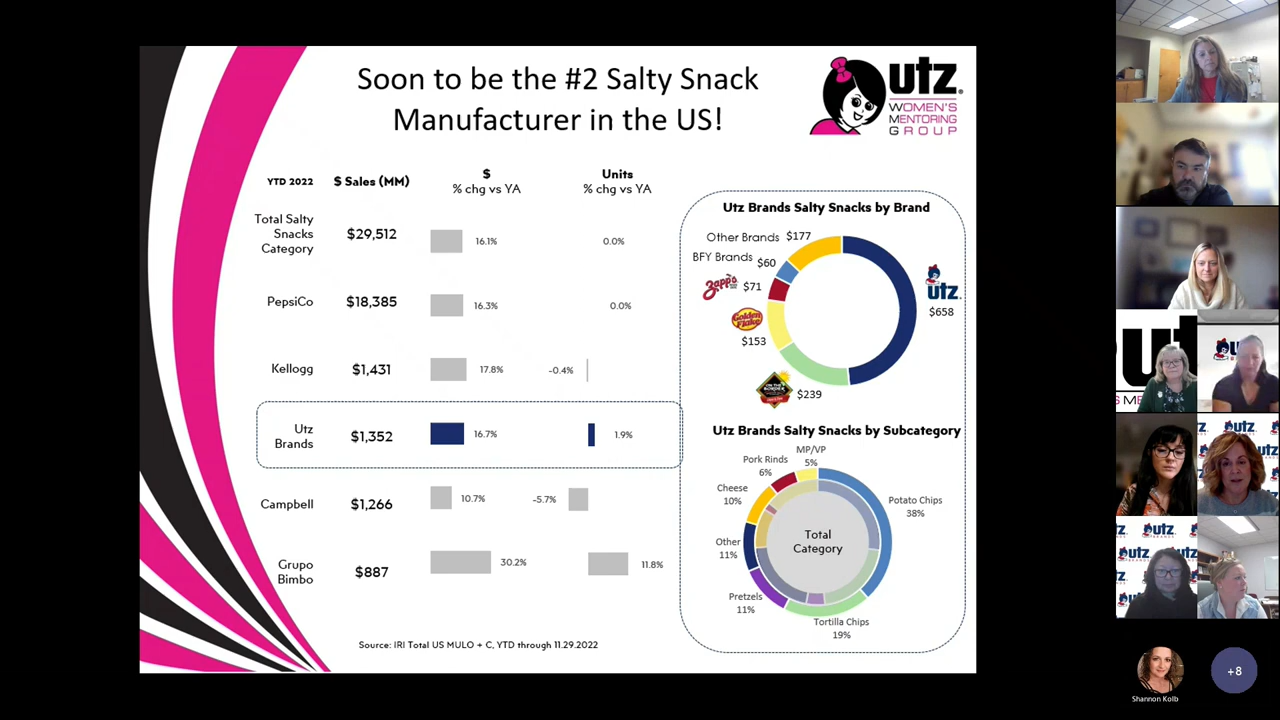 Soon to be the #2 Salty Snack
Manufacturer in the US!
utz®
WOMEN'S
MENTORING
GROUP
YTD 2022
$ Sales (MM)
$
% chg vs YA
Units
% chg vs YA
Total Salty
Snacks
Category
$29,512
16.1%
0.0%
PepsiCo
$18,385
16.3%
0.0%
Kellogg
$1,431
17.8%
-0.4%
Utz
Brands
$1,352
16.7%
1.9%
Campbell
$1,266
10.7%
-5.7%
Grupo
Bimbo
$887
30.2%
11.8%
Source: IRI Total US MULO + C, YTD through 11.29.2022
Utz Brands Salty Snacks by Brand
Other Brands $177
BFY Brands $60
Zapp's $71
Golden
Flake
$153
ON THE
BORDER
$239
utz.
$658
Utz Brands Salty Snacks by Subcategory
MP/VP
5%
Pork Rinds
6%
Cheese
10%
Other
11%
Pretzels
11%
Tortilla Chips
19%
Potato Chips
38%
Total
Category
Shannon Kolb
+8